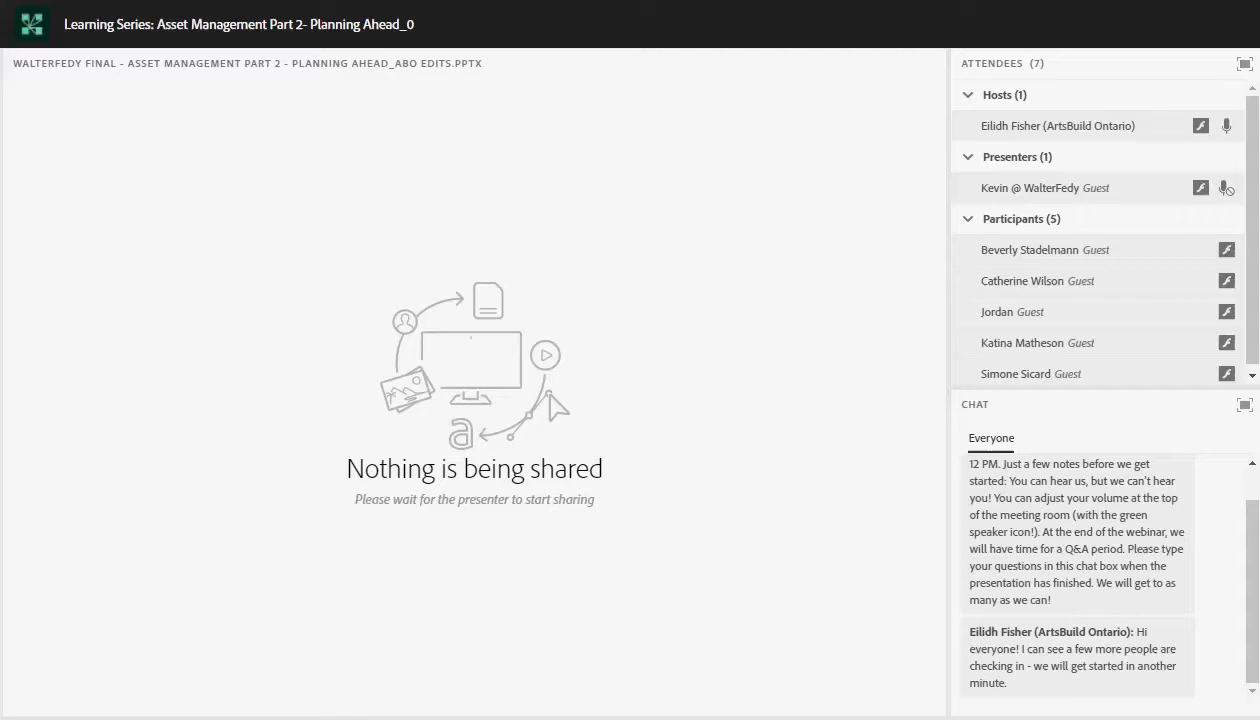 Learning Series: Asset Management Part 2- Planning Ahead_0
WALTERFEDY FINAL - ASSET MANAGEMENT PART 2 - PLANNING AHEAD_ABO EDITS.PPTX
Nothing is being shared
Please wait for the presenter to start sharing
ATTENDEES (7)
Hosts (1)
Eilidh Fisher (ArtsBuild Ontario)
Presenters (1)
Kevin @ WalterFedy Guest
Participants (5)
Beverly Stadelmann Guest
Catherine Wilson Guest
Jordan Guest
Katina Matheson Guest
Simone Sicard Guest
CHAT
Everyone
12 PM. Just a few notes before we get
started: You can hear us, but we can't hear
you! You can adjust your volume at the top
of the meeting room (with the green
speaker icon!). At the end of the webinar, we
will have time for a Q&A period. Please type
your questions in this chat box when the
presentation has finished. We will get to as
many as we can!
Eilidh Fisher (ArtsBuild Ontario): Hi
everyone! I can see a few more people are
checking in - we will get started in another
minute.